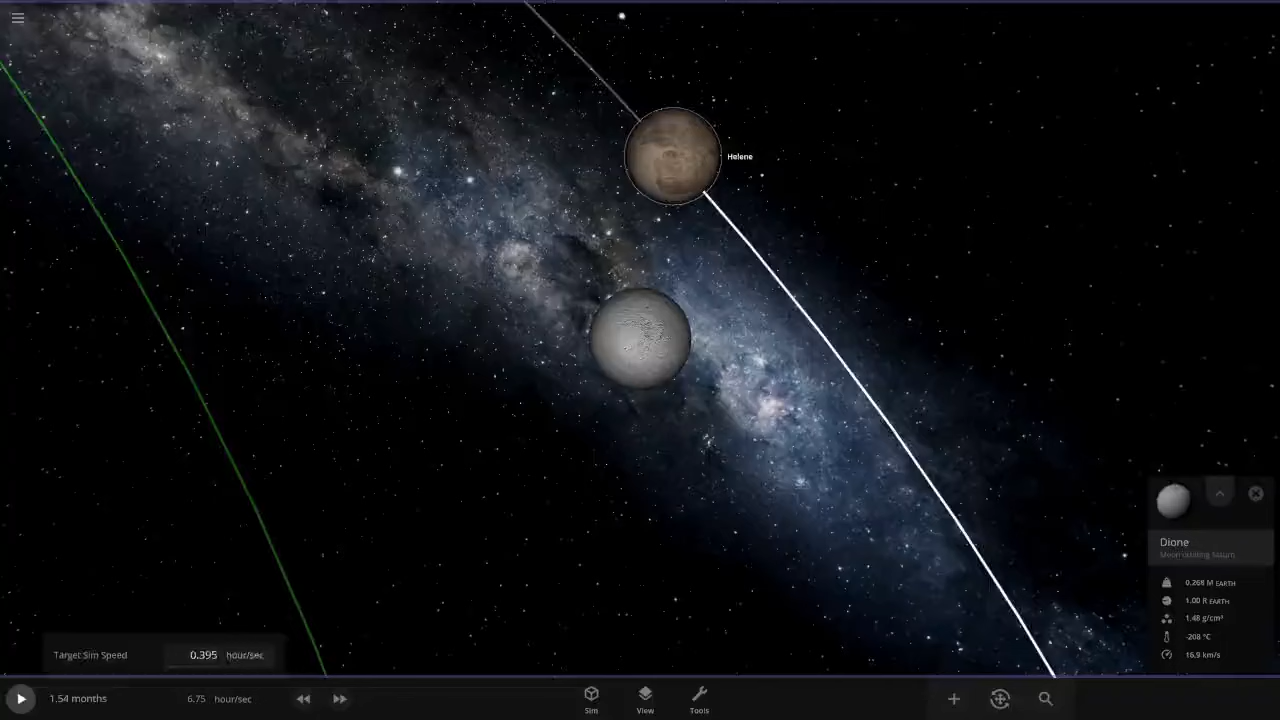 Helene
Dione
Moon orbiting Saturn
0.268 M EARTH
1.00 R EARTH
1.48 g/cm³
-208 °C
16.9 km/s
Target Sim Speed 0.395 hour/sec
1.54 months 6.75 hour/sec
Sim View Tools